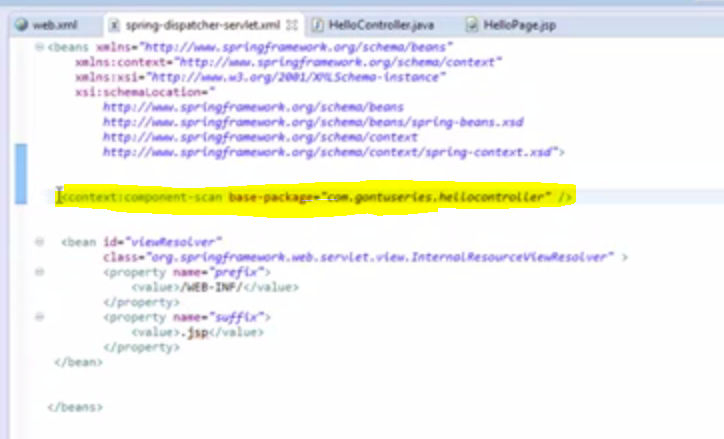 web.xml spring-dispatcher-servlet.xml HelloController.java HelloPage.jsp
<beans xmlns="http://www.springframework.org/schema/beans"
xmlns:context="http://www.springframework.org/schema/context"
xmlns:xsi="http://www.w3.org/2001/XMLSchema-instance"
xsi:schemaLocation="
http://www.springframework.org/schema/beans
http://www.springframework.org/schema/beans/spring-beans.xsd
http://www.springframework.org/schema/context
http://www.springframework.org/schema/context/spring-context.xsd">
<context:component-scan base-package="com.gontuseries.hellocontroller" />
<bean id="viewResolver"
class="org.springframework.web.servlet.view.InternalResourceViewResolver" >
<property name="prefix">
<value>/WEB-INF/</value>
</property>
<property name="suffix">
<value>.jsp</value>
</property>
</bean>
</beans>